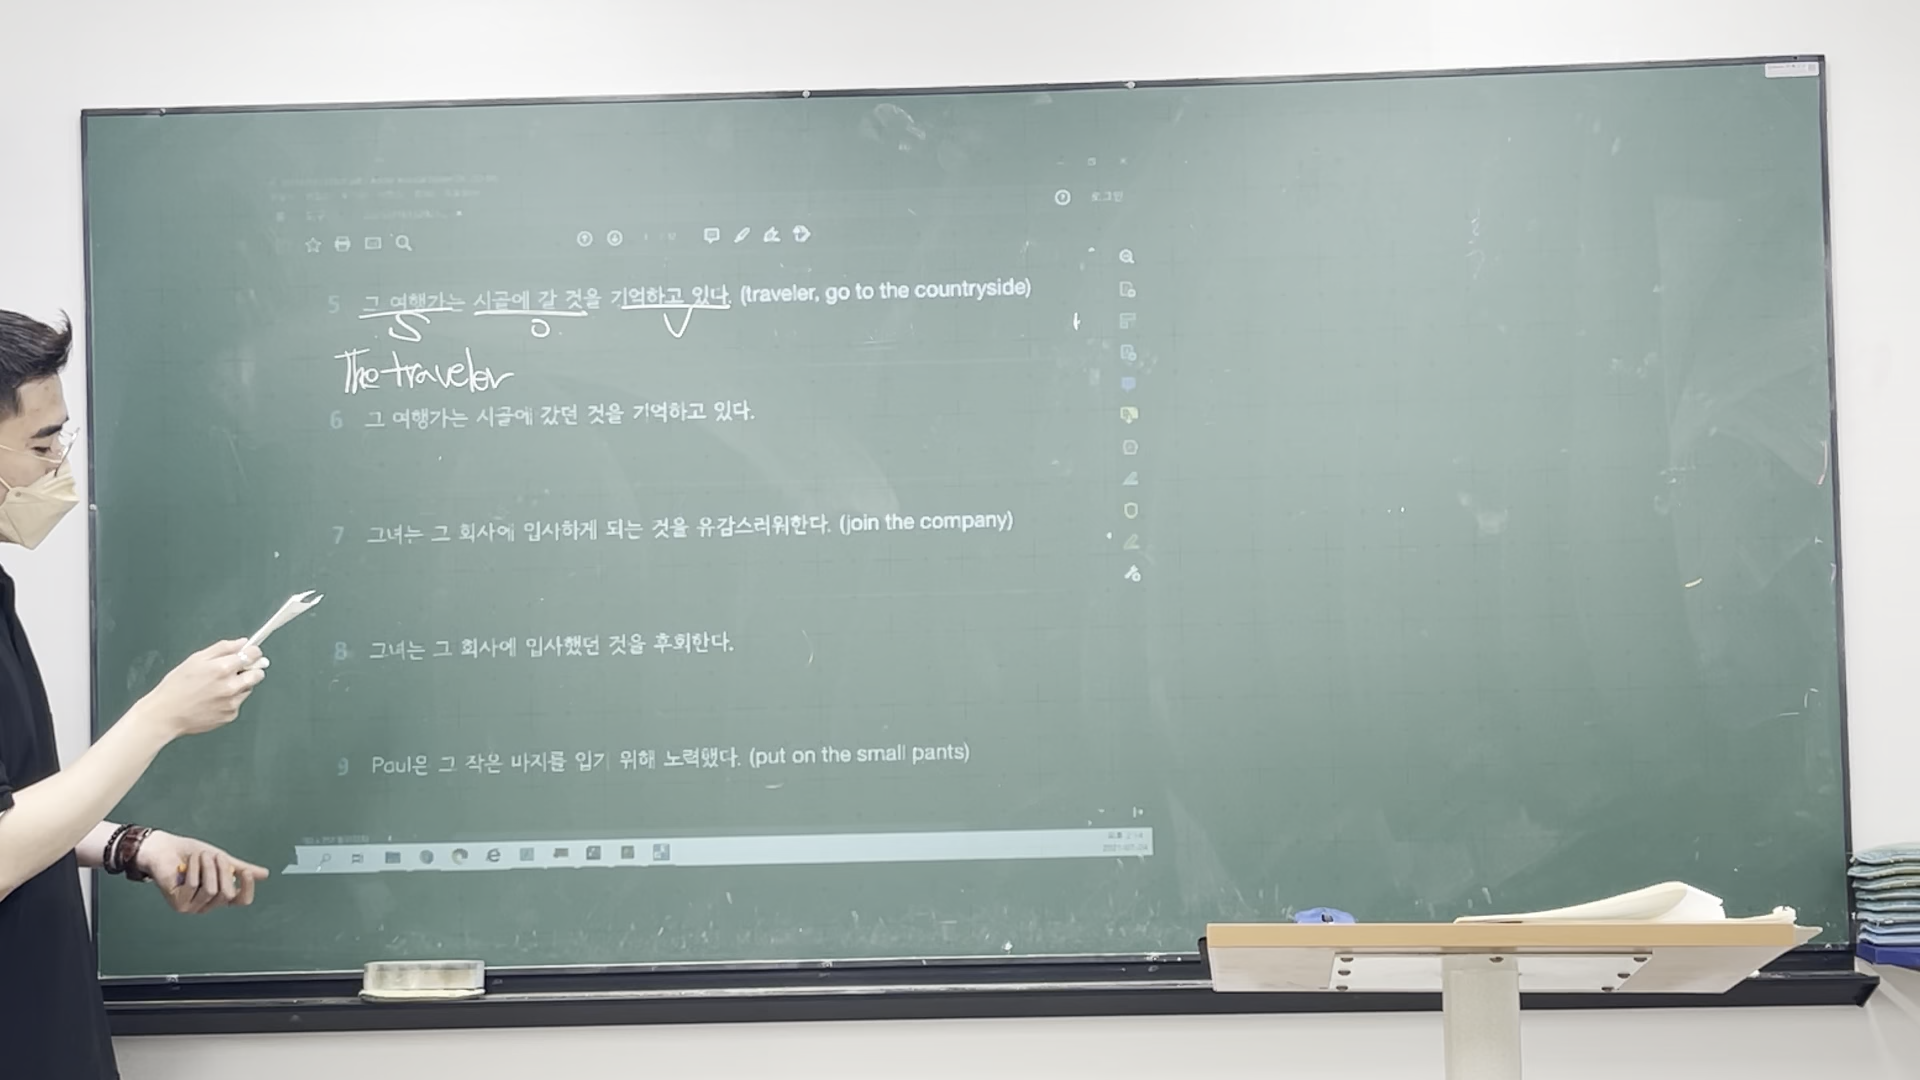 로그인
5 그 여행가는 시골에 갈 것을 기억하고 있다. (traveler, go to the countryside)
S O V
The traveler
6 그 여행가는 시골에 갔던 것을 기억하고 있다.
7 그녀는 그 회사에 입사하게 되는 것을 유감스러워한다. (join the company)
8 그녀는 그 회사에 입사했던 것을 후회한다.
9 Paul은 그 작은 바지를 입기 위해 노력했다. (put on the small pants)